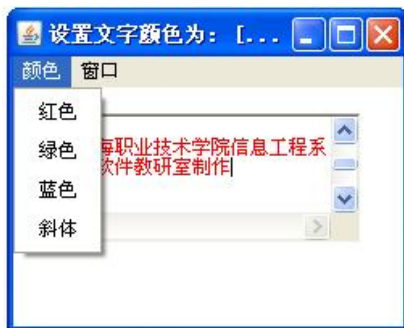 设置文字颜色为: [...
颜色 窗口
红色
绿色
蓝色
斜体
海职业技术学院信息工程系
软件教研室制作